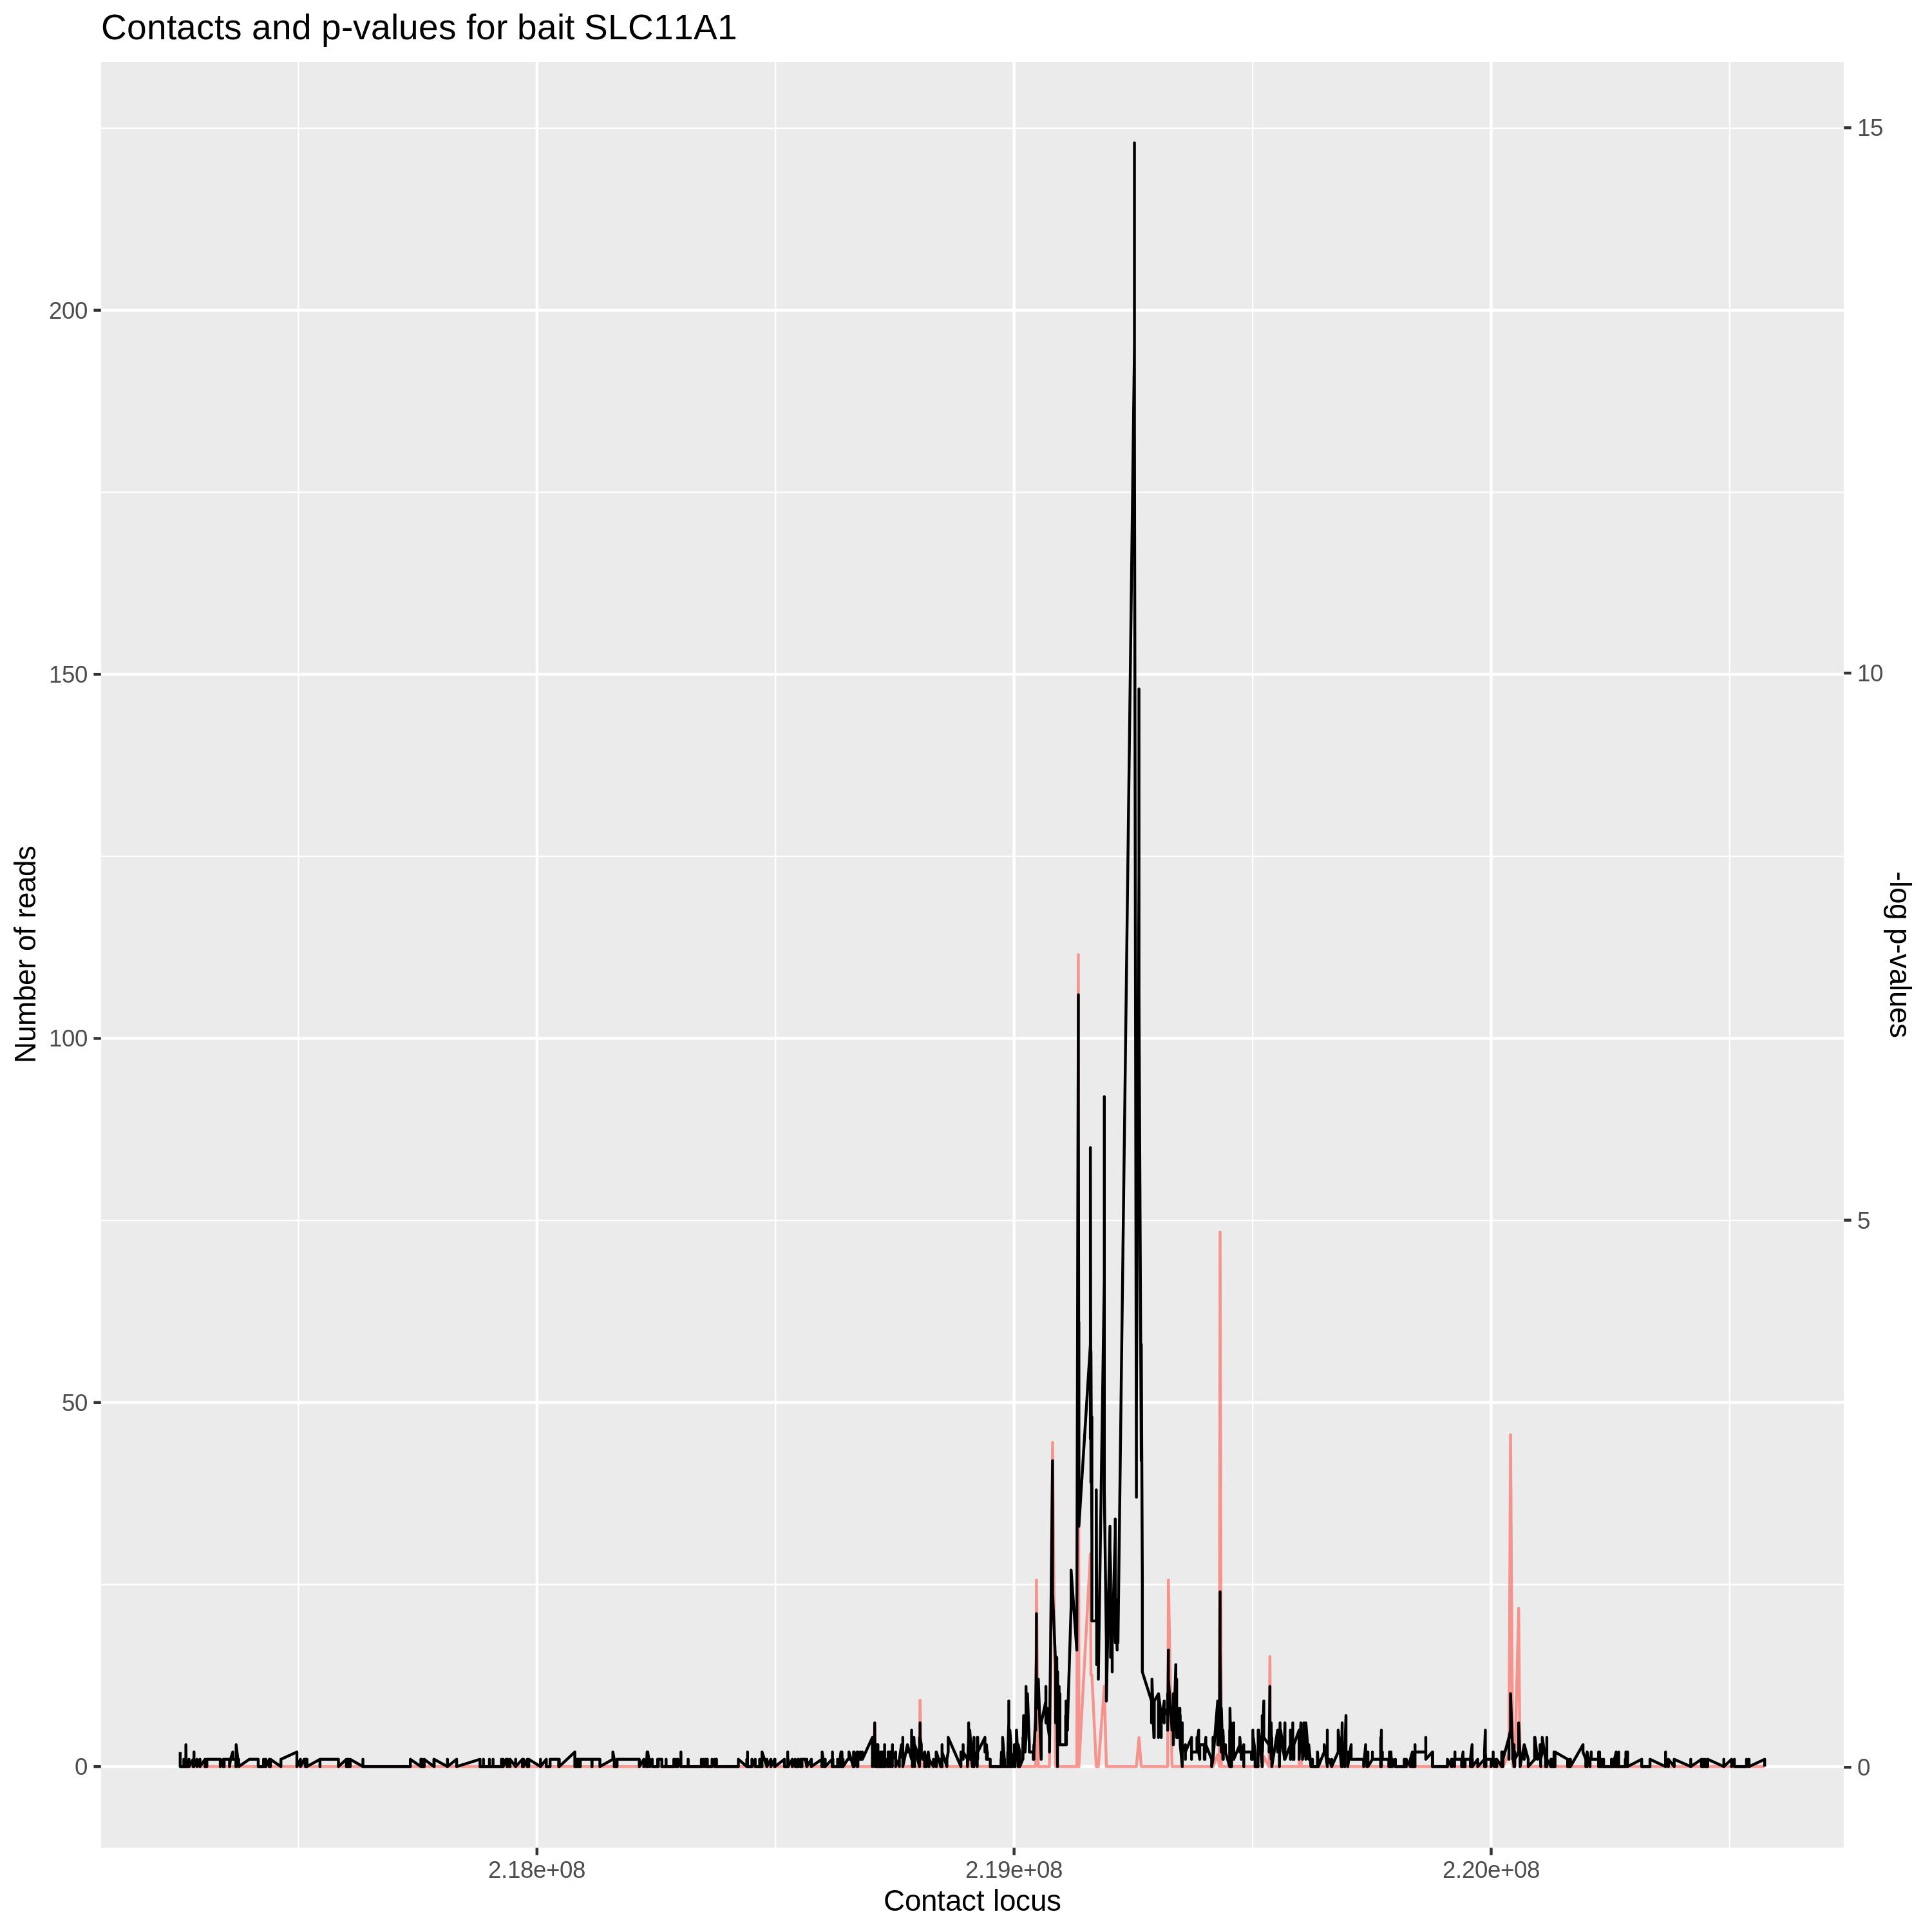 Contacts and p-values for bait SLC11A1
Number of reads
200
150
100
50
0
15
10
5
0
-log p-values
2.18e+08
2.19e+08
2.20e+08
Contact locus